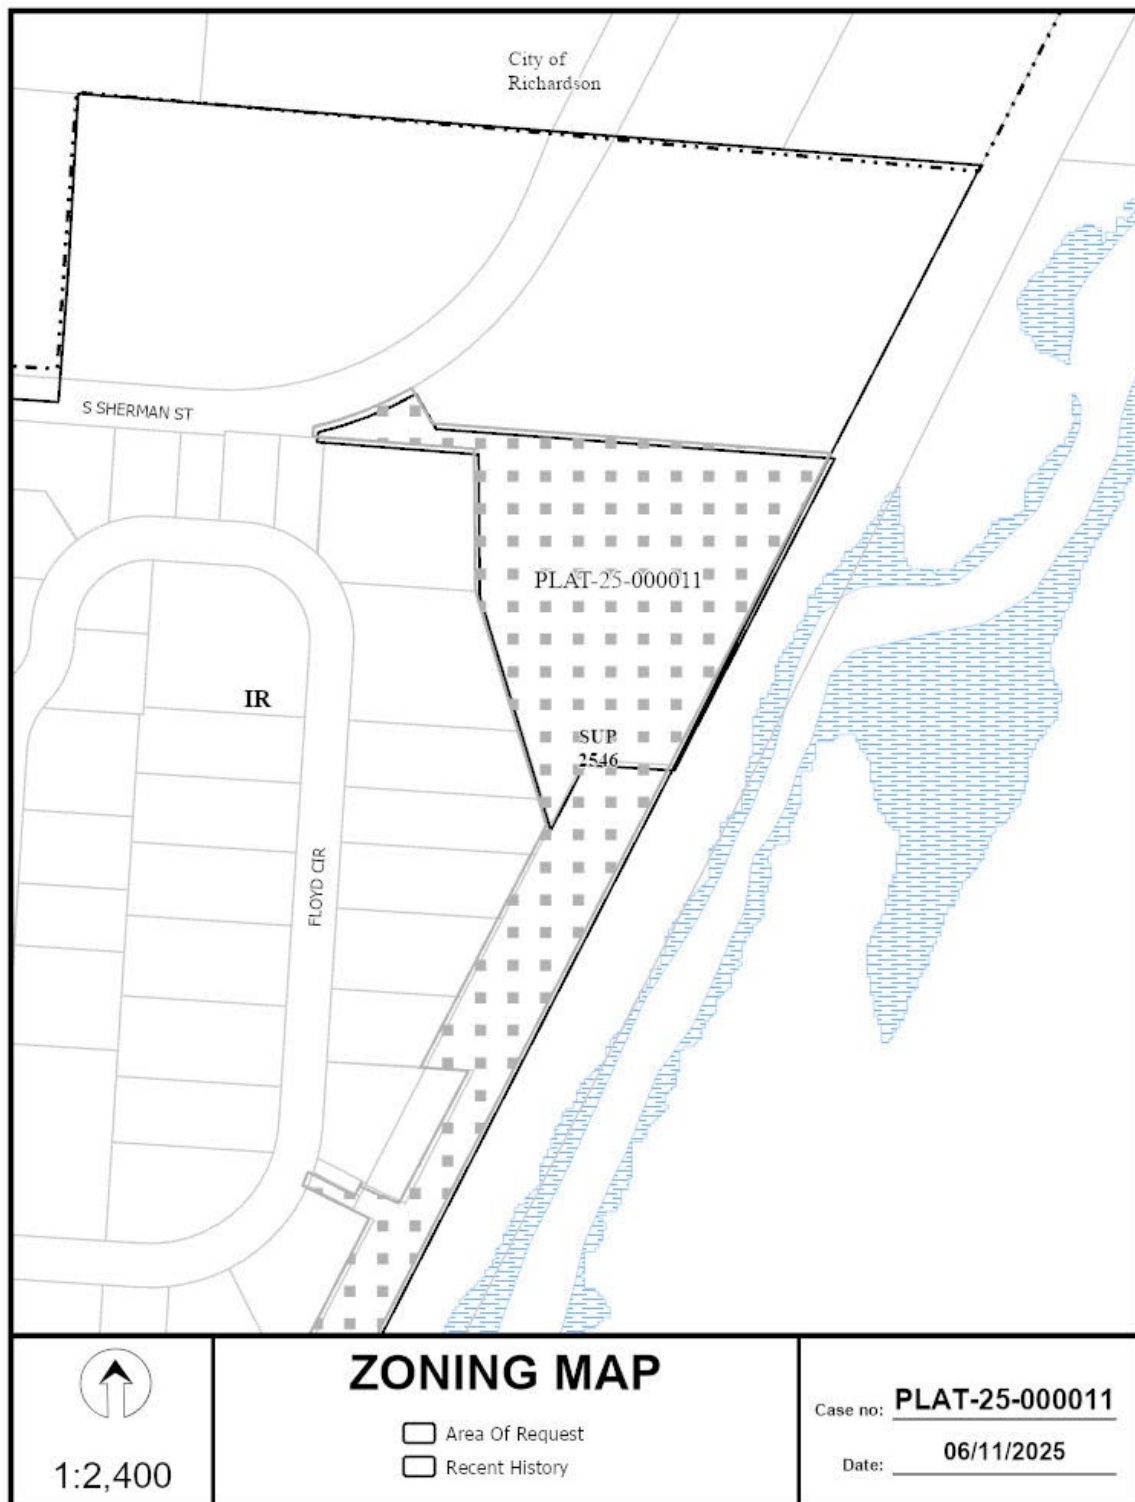 City of
Richardson
S SHERMAN ST
PLAT-25-000011
IR
SUP
2546
FLOYD CIR
1:2,400
ZONING MAP
Area Of Request
Recent History
Case no: PLAT-25-000011
Date: 06/11/2025